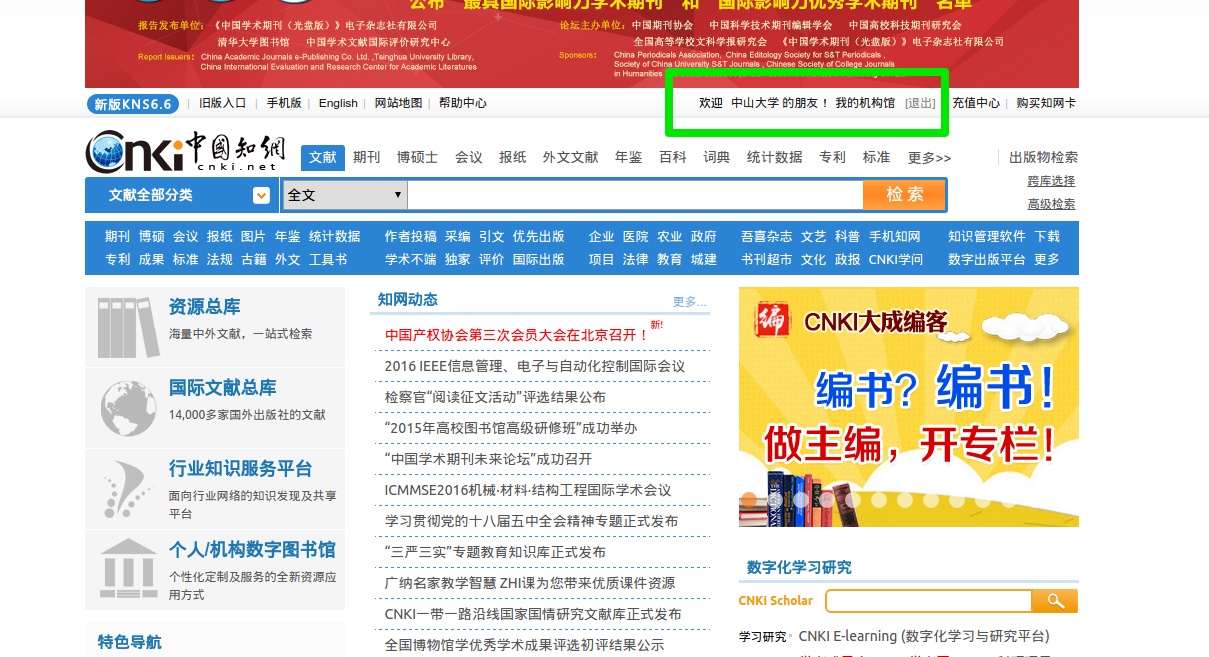 公布 “最具国际影响力学术期刊” 和 “国际影响力优秀学术期刊” 名单
报告发布单位：《中国学术期刊（光盘版）》电子杂志社有限公司
清华大学图书馆 中国学术文献国际评价研究中心
Report Issuers: China Academic Journals e-Publishing Co. Ltd. ,Tsinghua University Library,
China International Evaluation and Research Center for Academic Literatures
论坛主办单位：中国期刊协会 中国科学技术期刊编辑学会 中国高校科技期刊研究会
全国高等学校文科学报研究会 《中国学术期刊（光盘版）》电子杂志社有限公司
Sponsors: China Periodicals Association, China Editology Society for S&T Periodicals ,
Society of China University S&T Journals , Chinese Society of College Journals
in Humanities
新版KNS6.6 | 旧版入口 | 手机版 | English | 网站地图 | 帮助中心
欢迎 中山大学 的朋友！ 我的机构馆 [退出] 充值中心 | 购买知网卡
Cnki 中國知網
cnki.net
文献 期刊 博硕士 会议 报纸 外文文献 年鉴 百科 词典 统计数据 专利 标准 更多>>
出版物检索
跨库选择
高级检索
文献全部分类 全文 检索
期刊 博硕 会议 报纸 图片 年鉴 统计数据
专利 成果 标准 法规 古籍 外文 工具书
作者投稿 采编 引文 优先出版
学术不端 独家 评价 国际出版
企业 医院 农业 政府
项目 法律 教育 城建
吾喜杂志 文艺 科普 手机知网
书刊超市 文化 政报 CNKI学问
知识管理软件 下载
数字出版平台 更多
资源总库
海量中外文献，一站式检索
国际文献总库
14,000多家国外出版社的文献
行业知识服务平台
面向行业网络的知识发现及共享
平台
个人/机构数字图书馆
个性化定制及服务的全新资源应
用方式
特色导航
知网动态 更多...
中国产权协会第三次会员大会在北京召开！ 新!
2016 IEEE信息管理、电子与自动化控制国际会议
检察官“阅读征文活动”评选结果公布
“2015年高校图书馆高级研修班”成功举办
“中国学术期刊未来论坛”成功召开
ICMMSE2016机械·材料·结构工程国际学术会议
学习贯彻党的十八届五中全会精神专题正式发布
“三严三实”专题教育知识库正式发布
广纳名家教学智慧 ZHI课为您带来优质课件资源
CNKI一带一路沿线国家国情研究文献库正式发布
全国博物馆学优秀学术成果评选初评结果公示
编 CNKI大成编客
编书? 编书!
做主编，开专栏!
数字化学习研究
CNKI Scholar
学习研究 CNKI E-learning (数字化学习与研究平台)